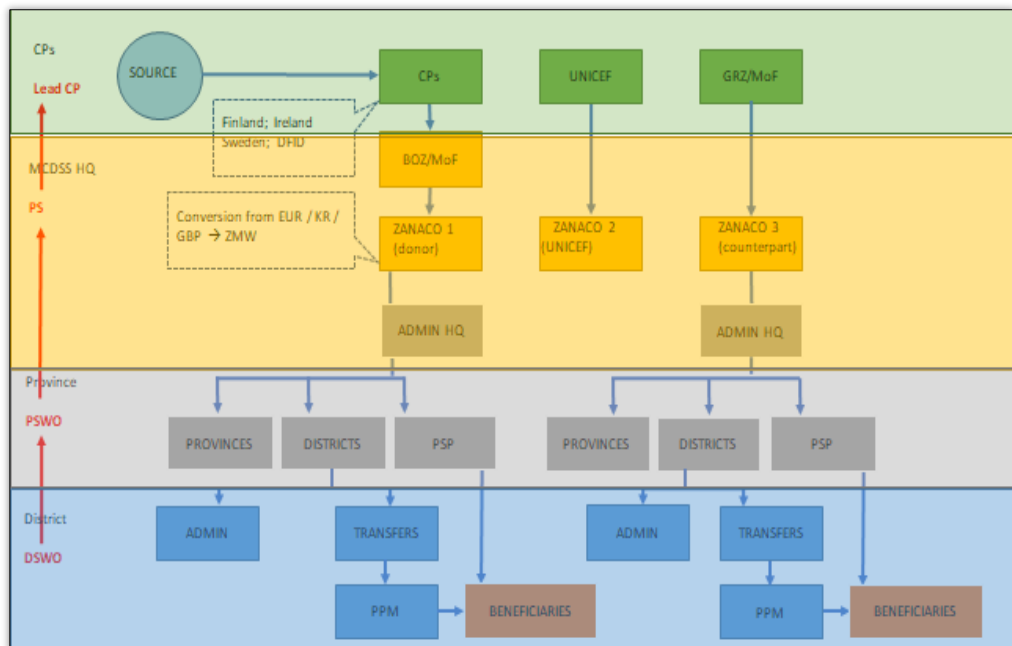 CPs
Lead CP
SOURCE
CPs
UNICEF
GRZ/MoF
Finland; Ireland
Sweden; DFID
MCDSS HQ
PS
BOZ/MoF
Conversion from EUR / KR /
GBP → ZMW
ZANACO 1
(donor)
ZANACO 2
(UNICEF)
ZANACO 3
(counterpart)
ADMIN HQ
ADMIN HQ
Province
PSWO
PROVINCES
DISTRICTS
PSP
PROVINCES
DISTRICTS
PSP
District
DSWO
ADMIN
TRANSFERS
ADMIN
TRANSFERS
PPM
BENEFICIARIES
PPM
BENEFICIARIES